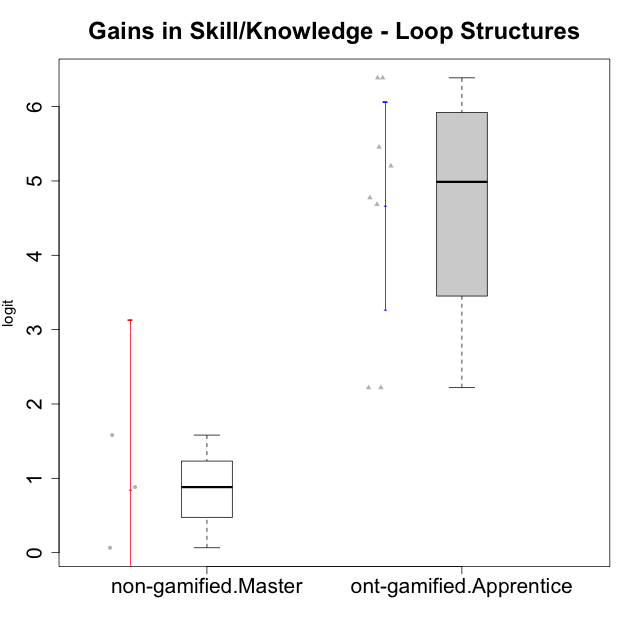 Gains in Skill/Knowledge - Loop Structures
6
5
4
3
2
1
0
logit
non-gamified.Master
ont-gamified.Apprentice